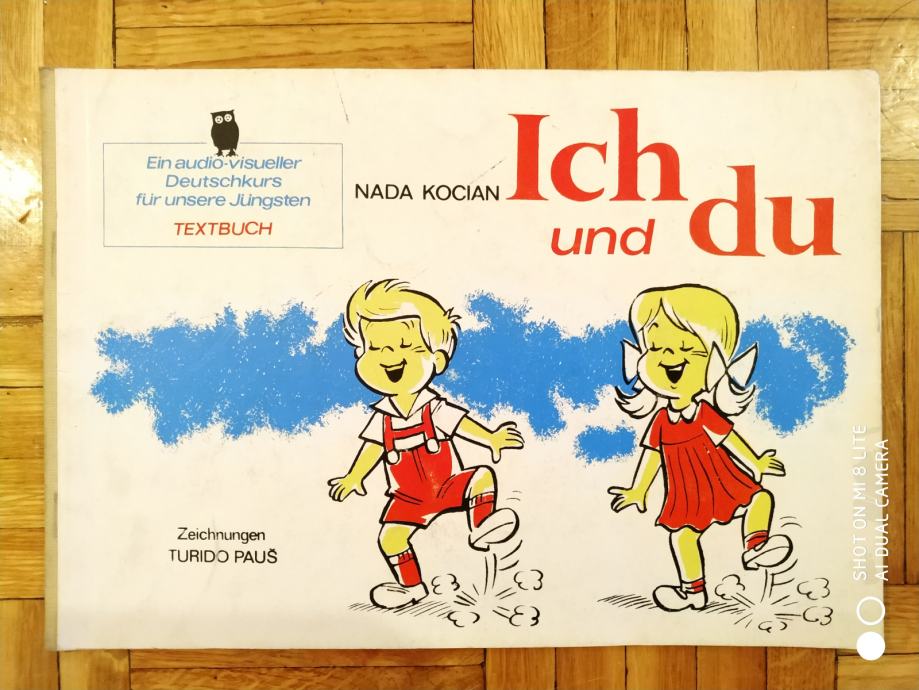 Ein audio-visueller
Deutschkurs
für unsere Jüngsten
TEXTBUCH
NADA KOCIAN
Ich
und du
Zeichnungen
TURIDO PAUŠ
SHOT ON MI 8 LITE
AI DUAL CAMERA